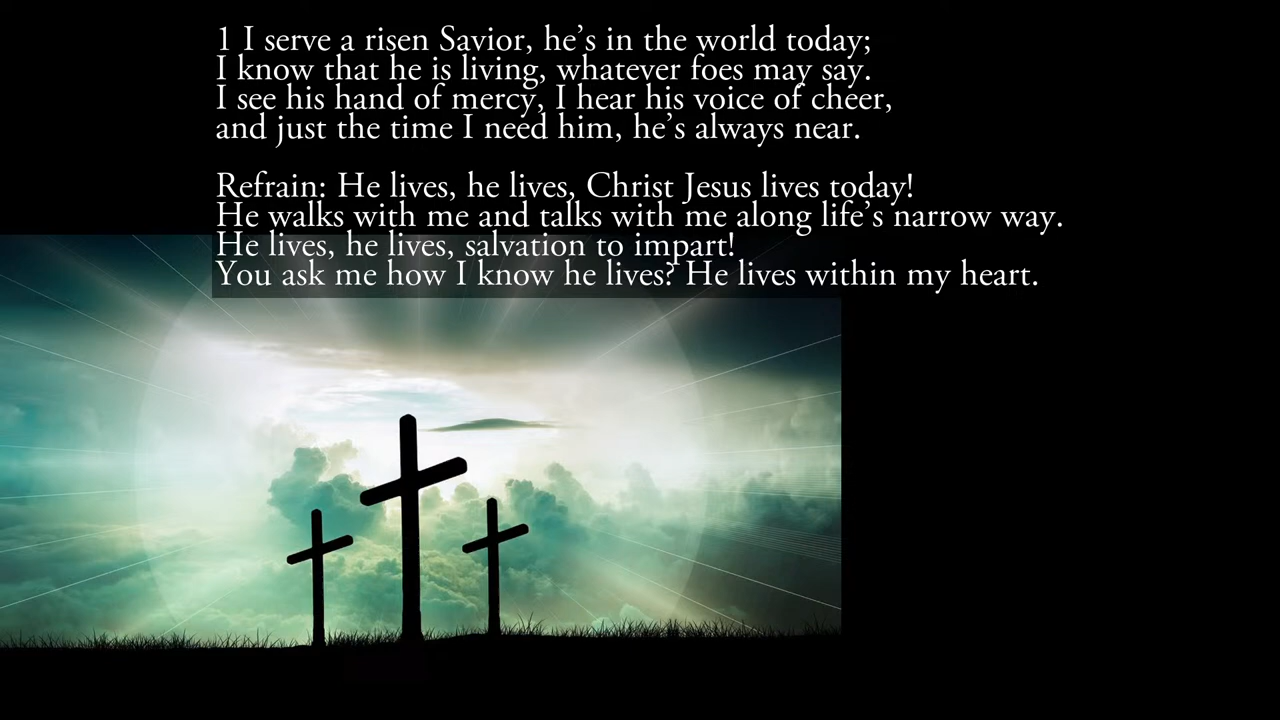 1 I serve a risen Savior, he’s in the world today;
I know that he is living, whatever foes may say.
I see his hand of mercy, I hear his voice of cheer,
and just the time I need him, he’s always near.
Refrain: He lives, he lives, Christ Jesus lives today!
He walks with me and talks with me along life’s narrow way.
He lives, he lives, salvation to impart!
You ask me how I know he lives? He lives within my heart.